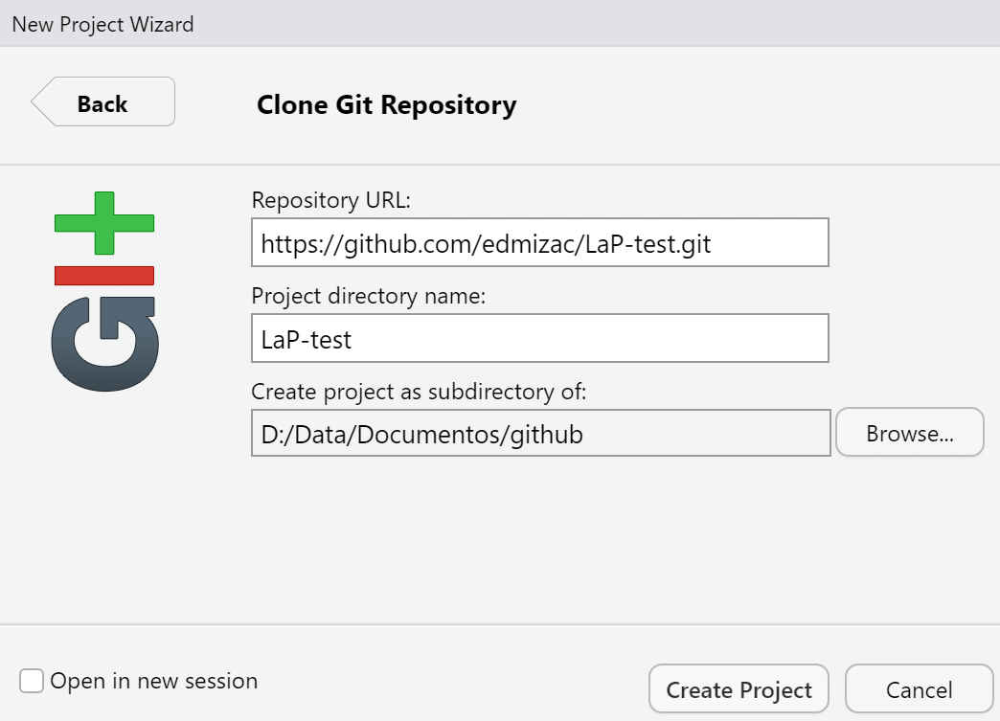 New Project Wizard
Back
Clone Git Repository
Repository URL:
https://github.com/edmizac/LaP-test.git
Project directory name:
LaP-test
Create project as subdirectory of:
D:/Data/Documentos/github
Browse...
Open in new session
Create Project
Cancel